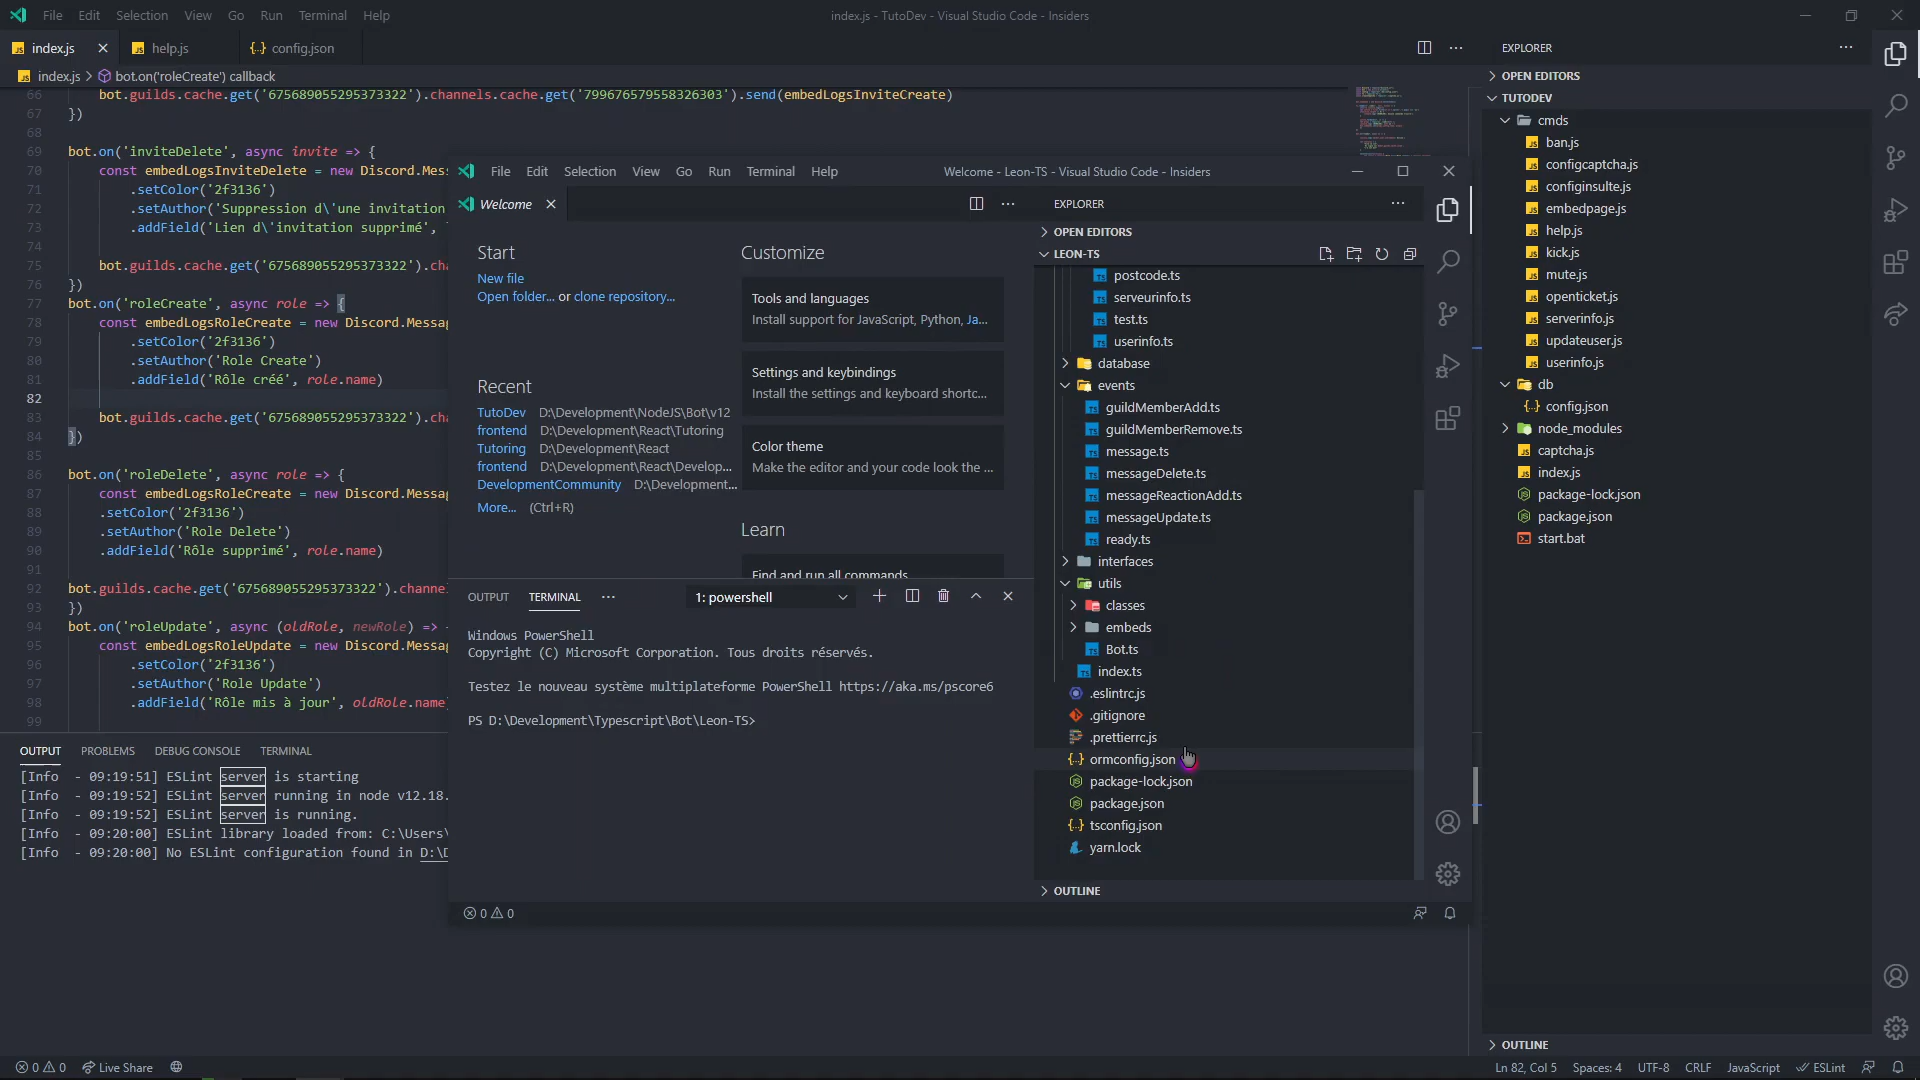 File Edit Selection View Go Run Terminal Help
index.js - TutoDev - Visual Studio Code - Insiders
index.js
help.js
config.json
index.js > bot.on('roleCreate') callback
66 bot.guilds.cache.get('675689055295373322').channels.cache.get('799676579558326303').send(embedLogsInviteCreate)
67 })
68
69 bot.on('inviteDelete', async invite => {
70 const embedLogsInviteDelete = new Discord.Mess
71 .setColor('2f3136')
72 .setAuthor('Suppression d\'une invitation
73 .addField('Lien d\'invitation supprimé',
74
75 bot.guilds.cache.get('675689055295373322').cha
76 })
77 bot.on('roleCreate', async role => {
78 const embedLogsRoleCreate = new Discord.Messag
79 .setColor('2f3136')
80 .setAuthor('Role Create')
81 .addField('Rôle créé', role.name)
82
83 bot.guilds.cache.get('675689055295373322').cha
84 })
85
86 bot.on('roleDelete', async role => {
87 const embedLogsRoleCreate = new Discord.Messag
88 .setColor('2f3136')
89 .setAuthor('Role Delete')
90 .addField('Rôle supprimé', role.name)
91
92 bot.guilds.cache.get('675689055295373322').channel
93 })
94 bot.on('roleUpdate', async (oldRole, newRole) =>
95 const embedLogsRoleUpdate = new Discord.Messag
96 .setColor('2f3136')
97 .setAuthor('Role Update')
98 .addField('Rôle mis à jour', oldRole.name
99
OUTPUT PROBLEMS DEBUG CONSOLE TERMINAL
[Info - 09:19:51] ESLint server is starting
[Info - 09:19:52] ESLint server running in node v12.18.
[Info - 09:19:52] ESLint server is running.
[Info - 09:20:00] ESLint library loaded from: C:\Users\
[Info - 09:20:00] No ESLint configuration found in D:\D
File Edit Selection View Go Run Terminal Help
Welcome - Leon-TS - Visual Studio Code - Insiders
Welcome
Start
New file
Open folder... or clone repository...
Recent
TutoDev D:\Development\NodeJS\Bot\v12
frontend D:\Development\React\Tutoring
Tutoring D:\Development\React
frontend D:\Development\React\Develop...
DevelopmentCommunity D:\Development...
More... (Ctrl+R)
Customize
Tools and languages
Install support for JavaScript, Python, Ja...
Settings and keybindings
Install the settings and keyboard shortc...
Color theme
Make the editor and your code look the ...
Learn
Find and run all commands
OUTPUT TERMINAL
1: powershell
Windows PowerShell
Copyright (C) Microsoft Corporation. Tous droits réservés.
Testez le nouveau système multiplateforme PowerShell https://aka.ms/pscore6
PS D:\Development\Typescript\Bot\Leon-TS>
0 0
EXPLORER
OPEN EDITORS
LEON-TS
postcode.ts
serveurinfo.ts
test.ts
userinfo.ts
database
events
guildMemberAdd.ts
guildMemberRemove.ts
message.ts
messageDelete.ts
messageReactionAdd.ts
messageUpdate.ts
ready.ts
interfaces
utils
classes
embeds
Bot.ts
index.ts
.eslintrc.js
.gitignore
.prettierrc.js
ormconfig.json
package-lock.json
package.json
tsconfig.json
yarn.lock
OUTLINE
EXPLORER
OPEN EDITORS
TUTODEV
cmds
ban.js
configcaptcha.js
configinsulte.js
embedpage.js
help.js
kick.js
mute.js
openticket.js
serverinfo.js
updateuser.js
userinfo.js
db
config.json
node_modules
captcha.js
index.js
package-lock.json
package.json
start.bat
OUTLINE
0 0 Live Share
Ln 82, Col 5 Spaces: 4 UTF-8 CRLF JavaScript ESLint